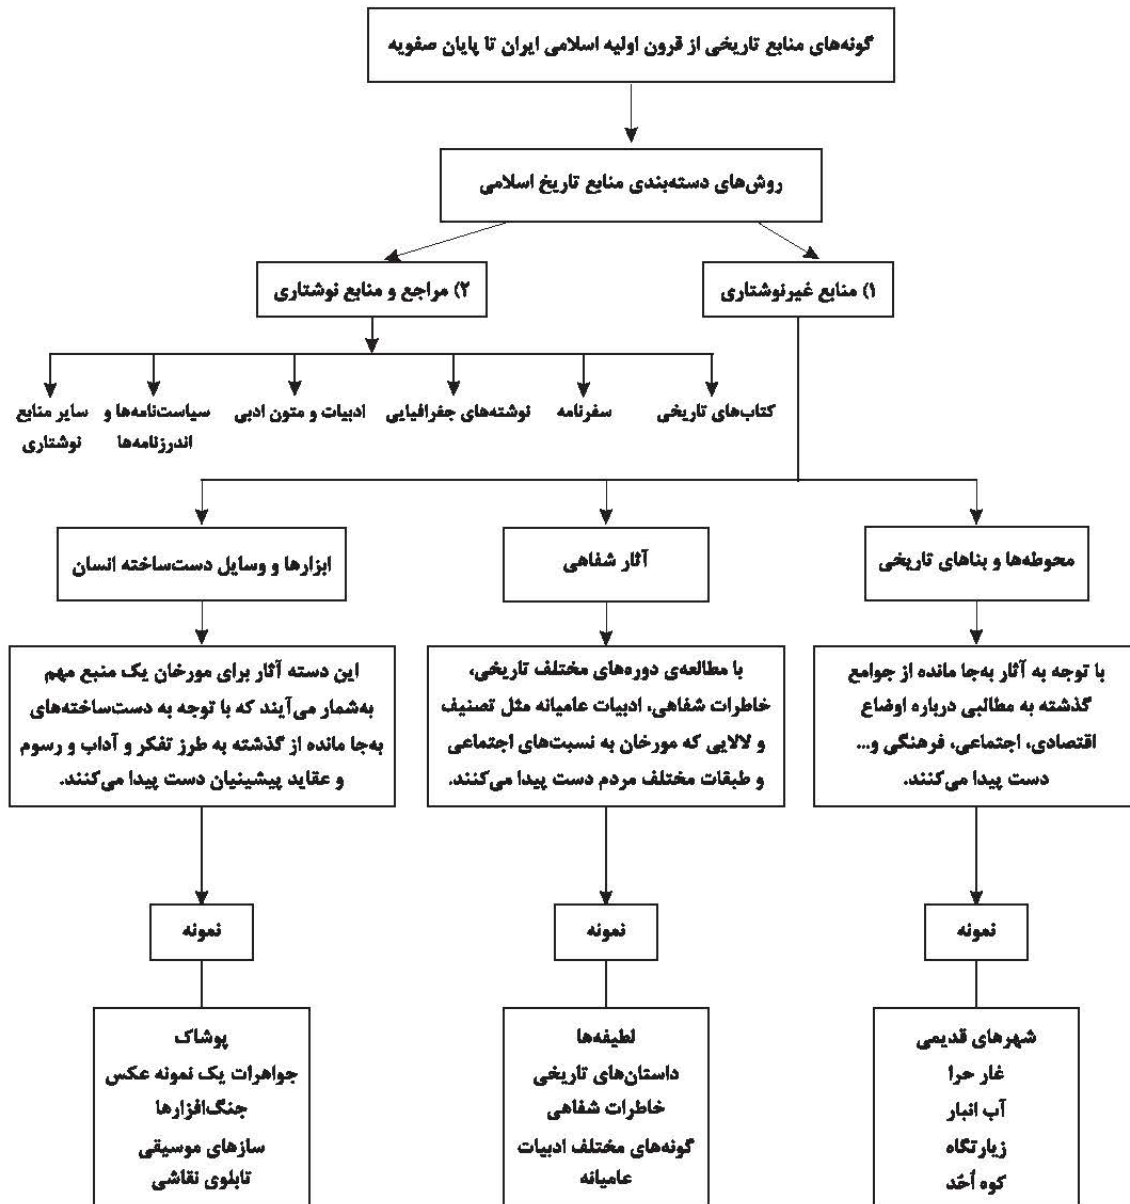 گونه‌های منابع تاریخی از قرون اولیه اسلامی ایران تا پایان صفویه
روش‌های دسته‌بندی منابع تاریخ اسلامی
۱) منابع غیرنوشتاری
۲) مراجع و منابع نوشتاری
کتاب‌های تاریخی
سفرنامه
نوشته‌های جغرافیایی
ادبیات و متون ادبی
سیاست‌نامه‌ها و
اندرزنامه‌ها
سایر منابع
نوشتاری
محوطه‌ها و بناهای تاریخی
آثار شفاهی
ابزارها و وسایل دست‌ساخته انسان
با توجه به آثار به‌جا مانده از جوامع
گذشته به مطالبی درباره اوضاع
اقتصادی، اجتماعی، فرهنگی و...
دست پیدا می‌کنند.
با مطالعه‌ی دوره‌های مختلف تاریخی،
خاطرات شفاهی، ادبیات عامیانه مثل تصنیف
و لالایی که مورخان به نسبت‌های اجتماعی
و طبقات مختلف مردم دست پیدا می‌کنند.
این دسته آثار برای مورخان یک منبع مهم
به‌شمار می‌آیند که با توجه به دست‌ساخته‌های
به‌جا مانده از گذشته به طرز تفکر و آداب و رسوم
و عقاید پیشینیان دست پیدا می‌کنند.
نمونه
نمونه
نمونه
شهرهای قدیمی
غار حرا
آب انبار
زیارتگاه
کوه اُحُد
لطیفه‌ها
داستان‌های تاریخی
خاطرات شفاهی
گونه‌های مختلف ادبیات
عامیانه
پوشاک
جواهرات یک نمونه عکس
جنگ‌افزارها
سازهای موسیقی
تابلوی نقاشی